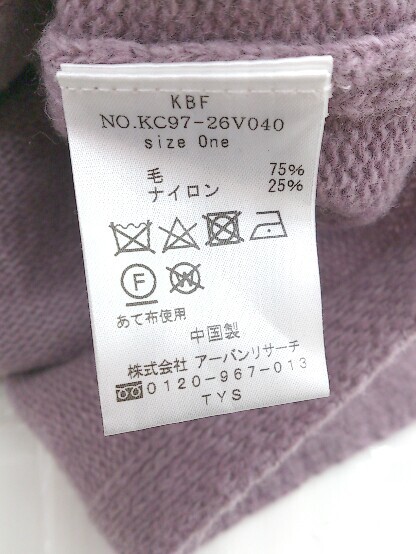 KBF
NO.KC97-26V040
size One
毛 75%
ナイロン 25%
F W
あて布使用
中国製
株式会社 アーバンリサーチ
0120-967-013
TYS